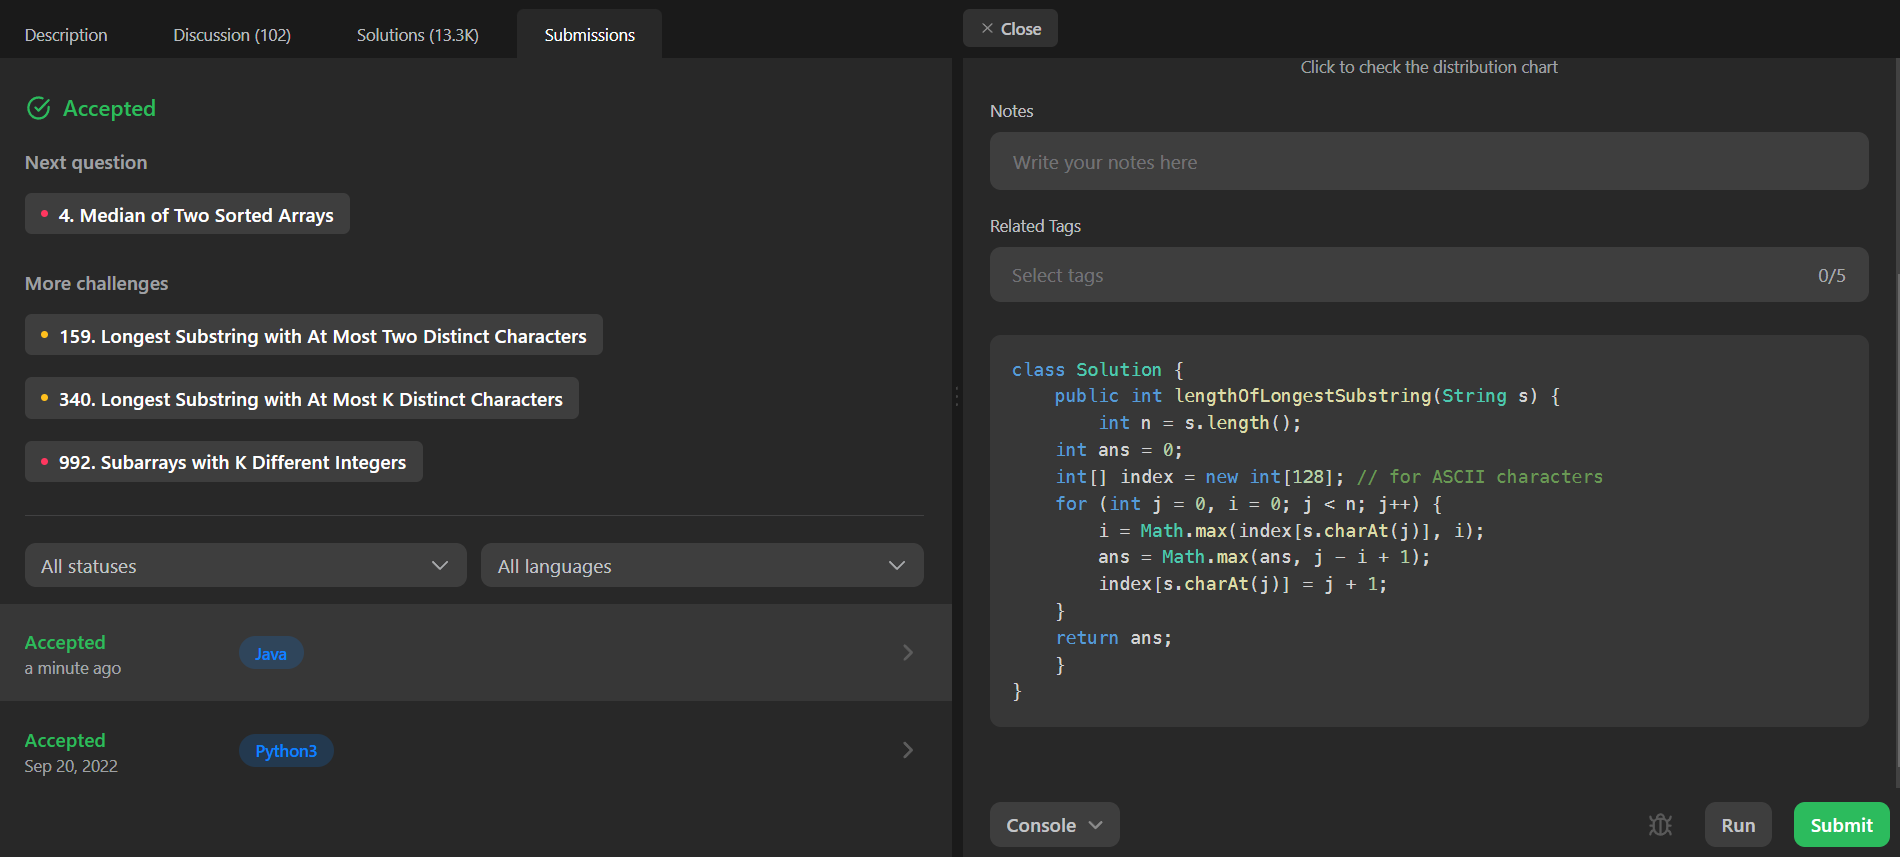 Description
Discussion (102)
Solutions (13.3K)
Submissions
Accepted
Next question
4. Median of Two Sorted Arrays
More challenges
159. Longest Substring with At Most Two Distinct Characters
340. Longest Substring with At Most K Distinct Characters
992. Subarrays with K Different Integers
All statuses
All languages
Accepted
a minute ago
Java
Accepted
Sep 20, 2022
Python3
Close
Click to check the distribution chart
Notes
Write your notes here
Related Tags
Select tags
0/5
class Solution {
    public int lengthOfLongestSubstring(String s) {
        int n = s.length();
    int ans = 0;
    int[] index = new int[128]; // for ASCII characters
    for (int j = 0, i = 0; j < n; j++) {
        i = Math.max(index[s.charAt(j)], i);
        ans = Math.max(ans, j - i + 1);
        index[s.charAt(j)] = j + 1;
    }
    return ans;
    }
}
Console
Run
Submit